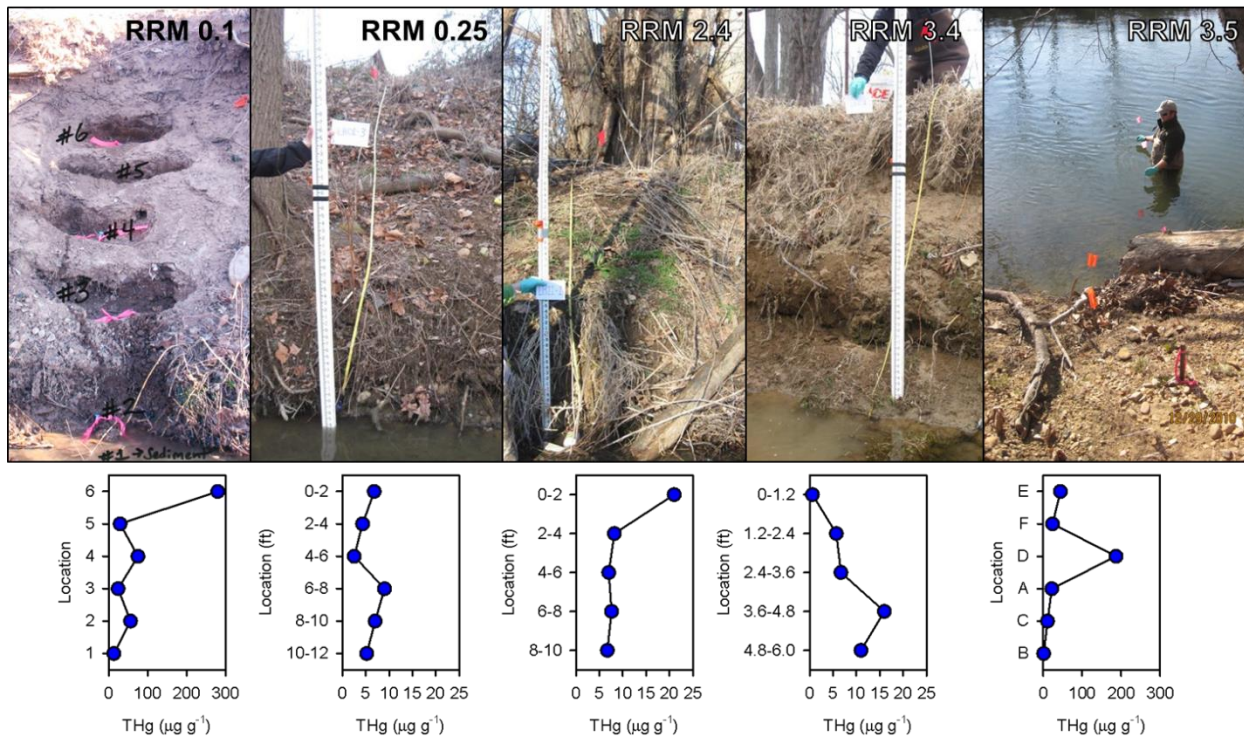 RRM 0.1
RRM 0.25
RRM 2.4
RRM 3.4
RRM 3.5
#6
#5
#4
#3
#2
#1 → Sediment
ACE
6
5
4
3
2
1
Location
0 100 200 300
THg (µg g⁻¹)
0-2
2-4
4-6
6-8
8-10
10-12
Location (ft)
0 5 10 15 20 25
THg (µg g⁻¹)
0-2
2-4
4-6
6-8
8-10
Location (ft)
0 5 10 15 20 25
THg (µg g⁻¹)
0-1.2
1.2-2.4
2.4-3.6
3.6-4.8
4.8-6.0
Location (ft)
0 5 10 15 20 25
THg (µg g⁻¹)
E
F
D
A
C
B
Location
0 100 200 300
THg (µg g⁻¹)